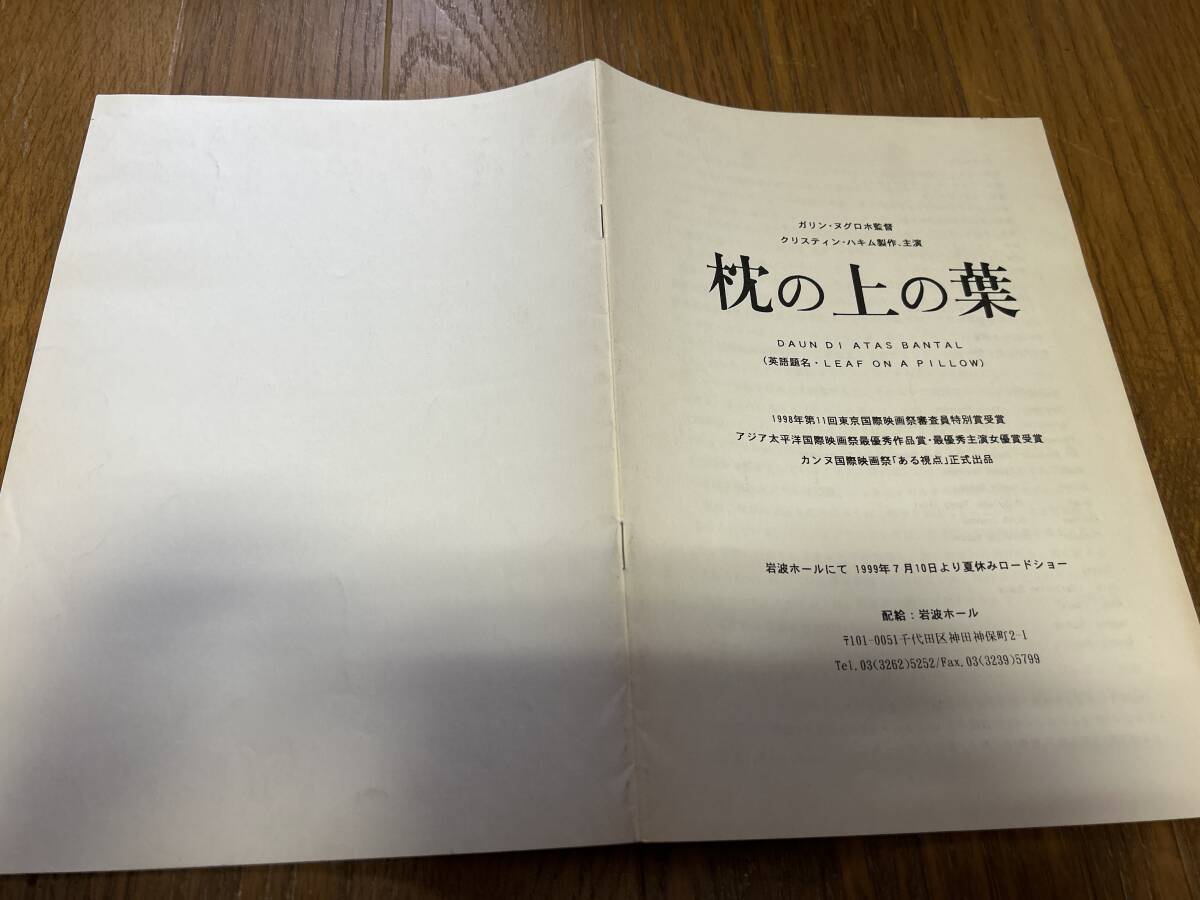 ガリン・ヌグロホ監督
クリスティン・ハキム製作、主演
枕の上の葉
DAUN DI ATAS BANTAL
(英語題名・LEAF ON A PILLOW)
1998年第11回東京国際映画祭審査員特別賞受賞
アジア太平洋国際映画祭最優秀作品賞・最優秀主演女優賞受賞
カンヌ国際映画祭「ある視点」正式出品
岩波ホールにて 1999年7月10日より夏休みロードショー
配給：岩波ホール
〒101-0051千代田区神田神保町2-1
Tel.03(3262)5252/Fax.03(3239)5799